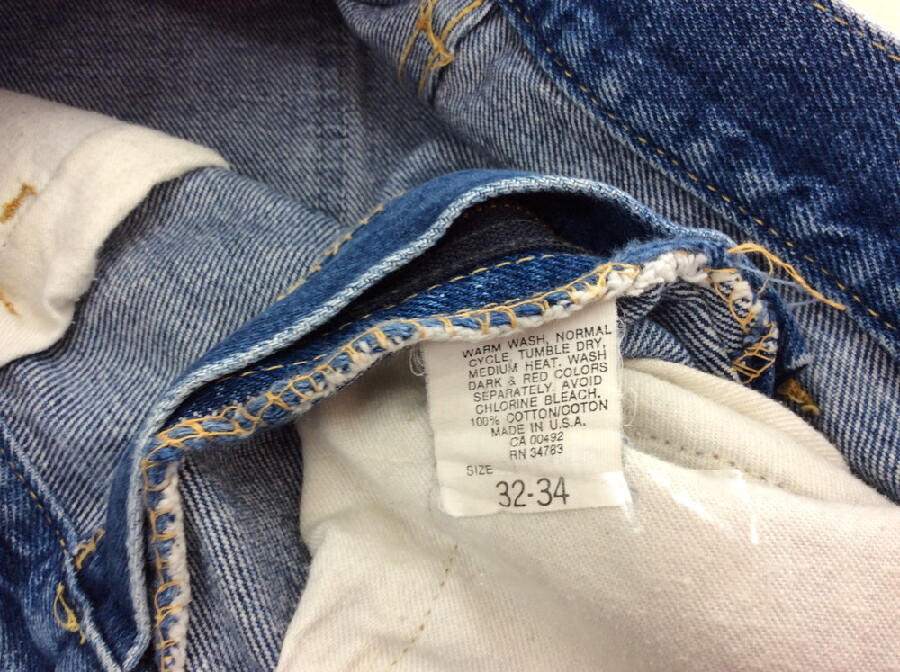 WARM WASH, NORMAL
CYCLE, TUMBLE DRY,
MEDIUM HEAT. WASH
DARK & RED COLORS
SEPARATELY. AVOID
CHLORINE BLEACH.
100% COTTON/COTON
MADE IN U.S.A.
CA 00492
RN 34783
SIZE
32-34